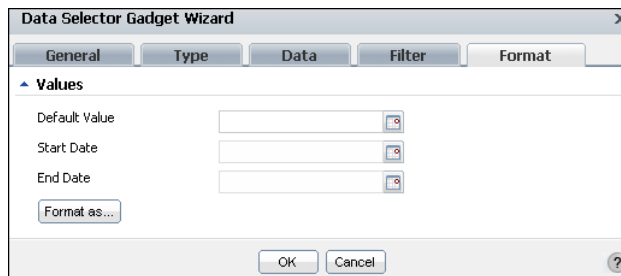 Data Selector Gadget Wizard
General Type Data Filter Format
Values
Default Value
Start Date
End Date
Format as...
OK Cancel ?